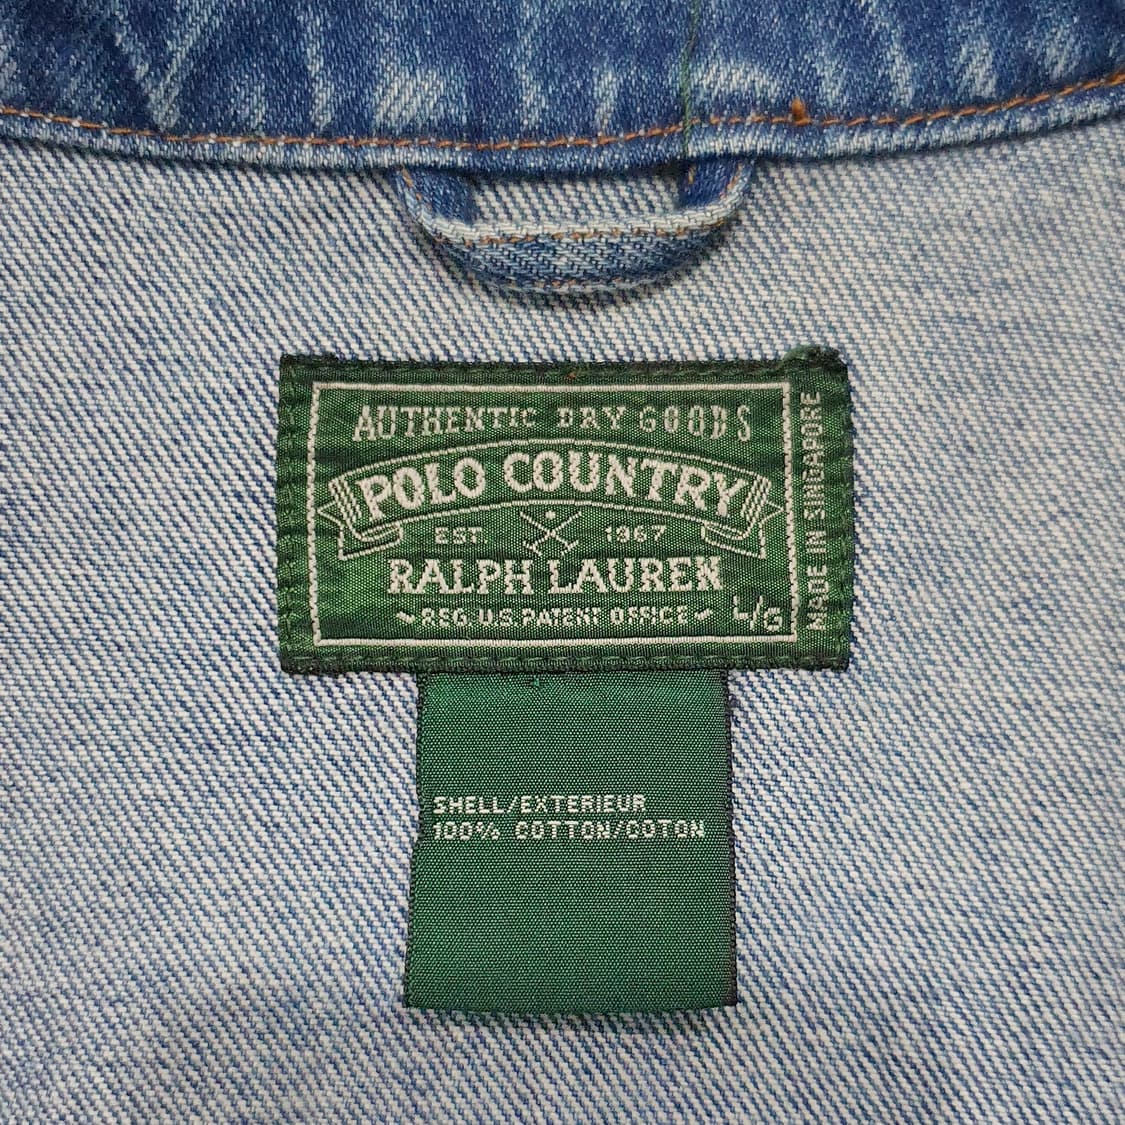 AUTHENTIC DRY GOODS
POLO COUNTRY
EST. 1967
RALPH LAUREN
~REG U.S. PATENT OFFICE~ L/G
MADE IN SINGAPORE
SHELL/EXTERIEUR
100% COTTON/COTON